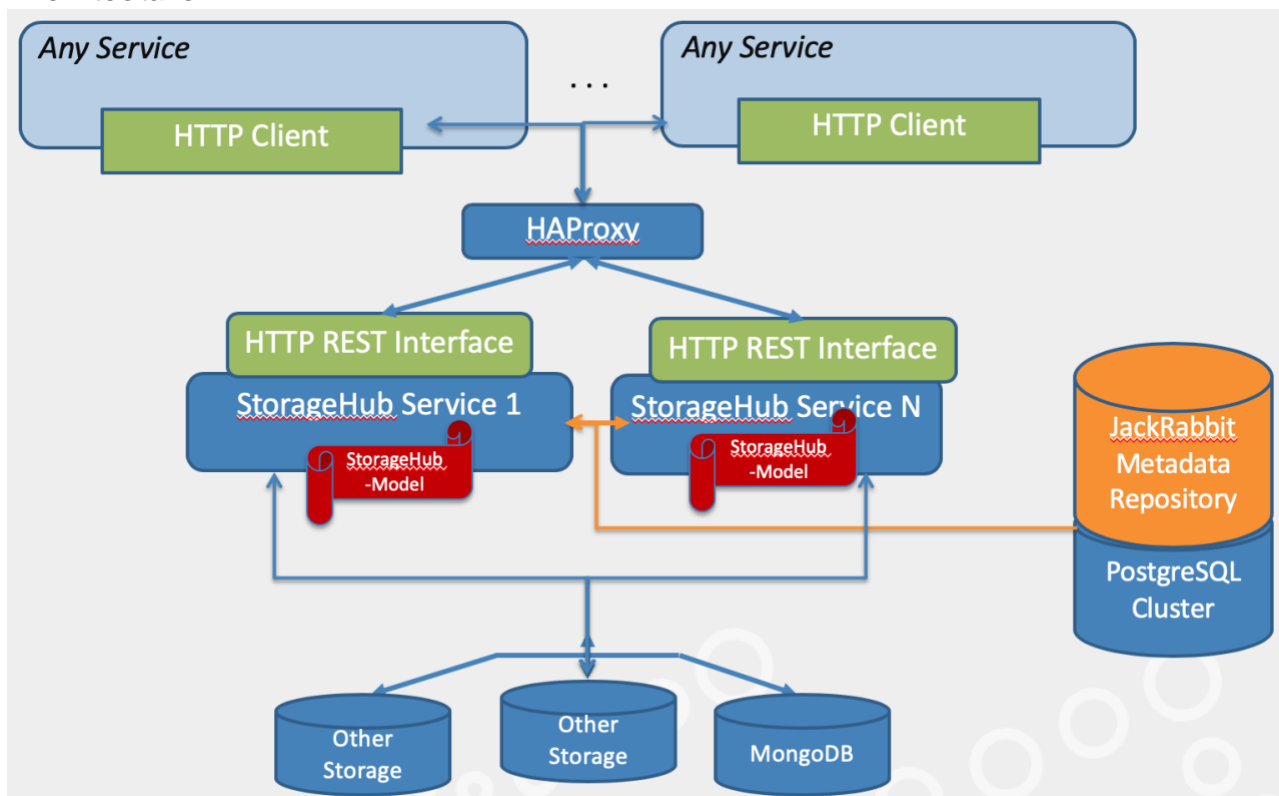 Any Service
Any Service
. . .
HTTP Client
HTTP Client
HAProxy
HTTP REST Interface
HTTP REST Interface
StorageHub Service 1
StorageHub Service N
StorageHub
-Model
StorageHub
-Model
JackRabbit
Metadata
Repository
PostgreSQL
Cluster
Other
Storage
Other
Storage
MongoDB